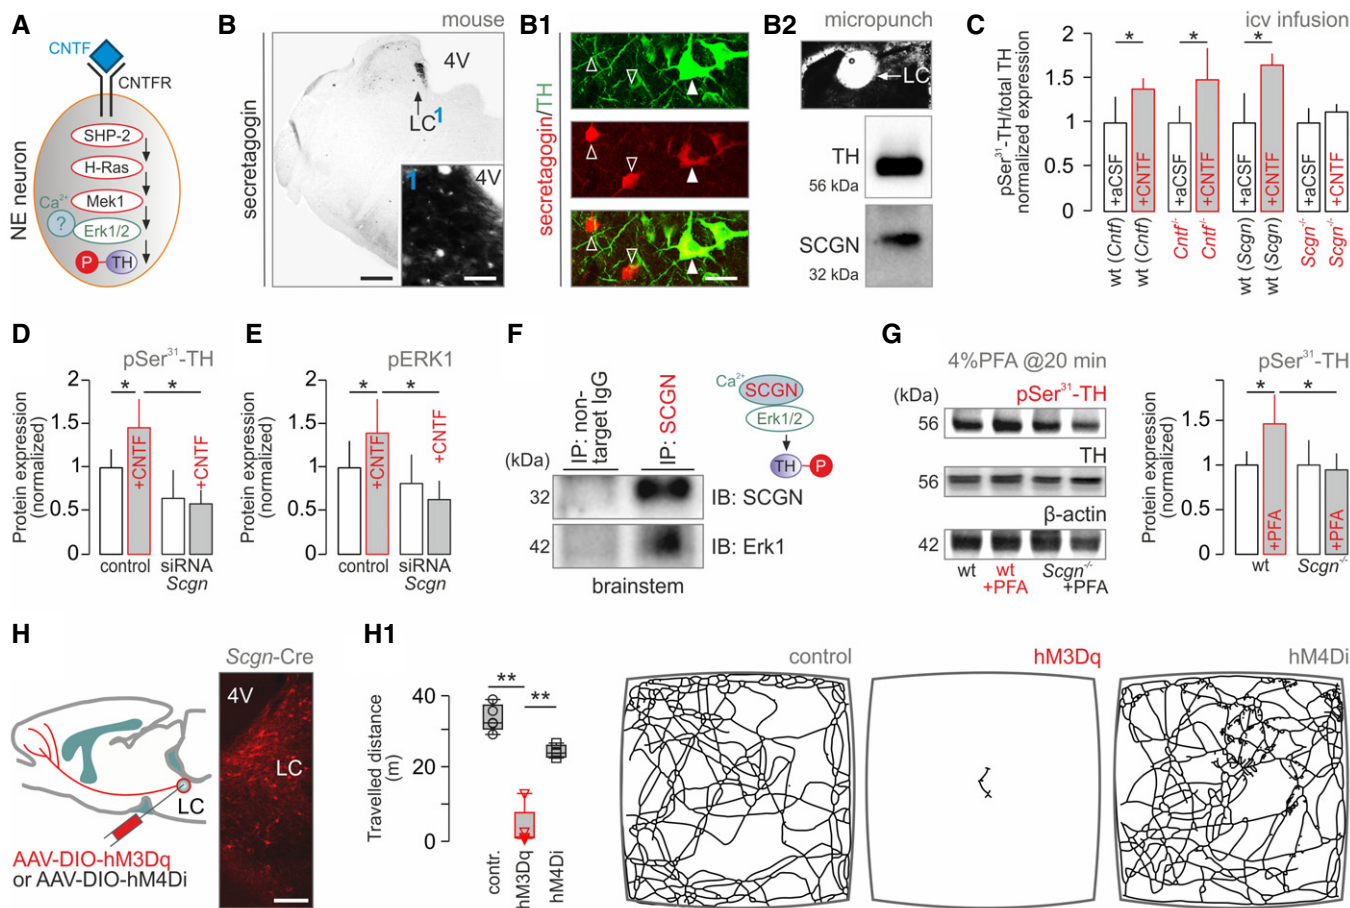 A
CNTF
CNTFR
SHP-2
H-Ras
Mek1
Ca²⁺
?
Erk1/2
P
TH
NE neuron
B
mouse
secretagogin
4V
LC
1
1
4V
B1
secretagogin/TH
B2
micropunch
LC
TH
56 kDa
SCGN
32 kDa
C
icv infusion
pSer³¹-TH/total TH
normalized expression
2
1.5
1
0.5
0
*
*
*
+aCSF
+CNTF
+aCSF
+CNTF
+aCSF
+CNTF
+aCSF
+CNTF
wt (Cntf)
wt (Cntf)
Cntf⁻/⁻
Cntf⁻/⁻
wt (Scgn)
wt (Scgn)
Scgn⁻/⁻
Scgn⁻/⁻
D
pSer³¹-TH
Protein expression
(normalized)
2
1.5
1
0.5
0
*
*
+CNTF
+CNTF
control
siRNA
Scgn
E
pERK1
Protein expression
(normalized)
2
1.5
1
0.5
0
*
*
+CNTF
+CNTF
control
siRNA
Scgn
F
IP: non-
target IgG
IP: SCGN
(kDa)
32
IB: SCGN
42
IB: Erk1
brainstem
Ca²⁺
SCGN
Erk1/2
TH
P
G
4%PFA @20 min
(kDa)
pSer³¹-TH
56
TH
56
β-actin
42
wt
wt
+PFA
Scgn⁻/⁻
+PFA
pSer³¹-TH
Protein expression
(normalized)
2
1.5
1
0.5
0
*
*
+PFA
+PFA
wt
Scgn⁻/⁻
H
Scgn-Cre
4V
LC
LC
AAV-DIO-hM3Dq
or AAV-DIO-hM4Di
H1
Travelled distance
(m)
40
20
0
**
**
contr.
hM3Dq
hM4Di
control
hM3Dq
hM4Di